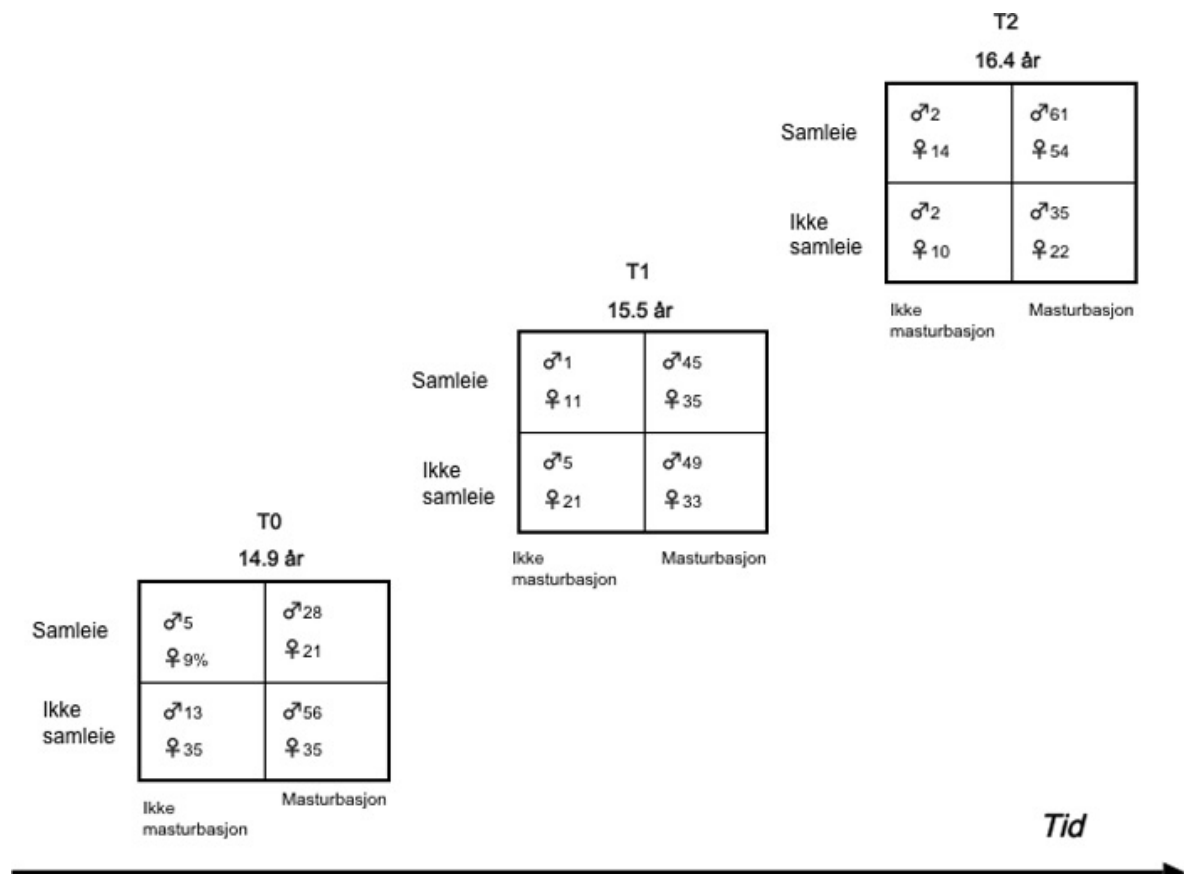 T2
16.4 år
Samleie
♂2
♂61
♀14
♀54
Ikke
samleie
♂2
♂35
♀10
♀22
Ikke
masturbasjon
Masturbasjon
T1
15.5 år
Samleie
♂1
♂45
♀11
♀35
Ikke
samleie
♂5
♂49
♀21
♀33
Ikke
masturbasjon
Masturbasjon
T0
14.9 år
Samleie
♂5
♂28
♀9%
♀21
Ikke
samleie
♂13
♂56
♀35
♀35
Ikke
masturbasjon
Masturbasjon
Tid